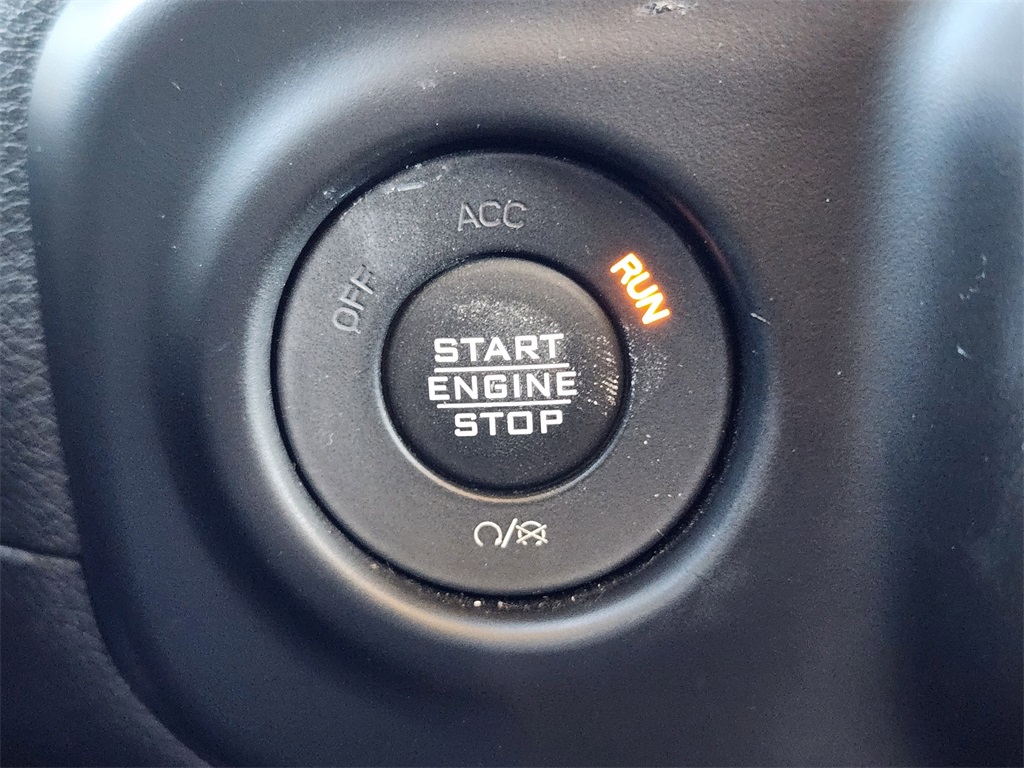 ACC
OFF
RUN
START
ENGINE
STOP